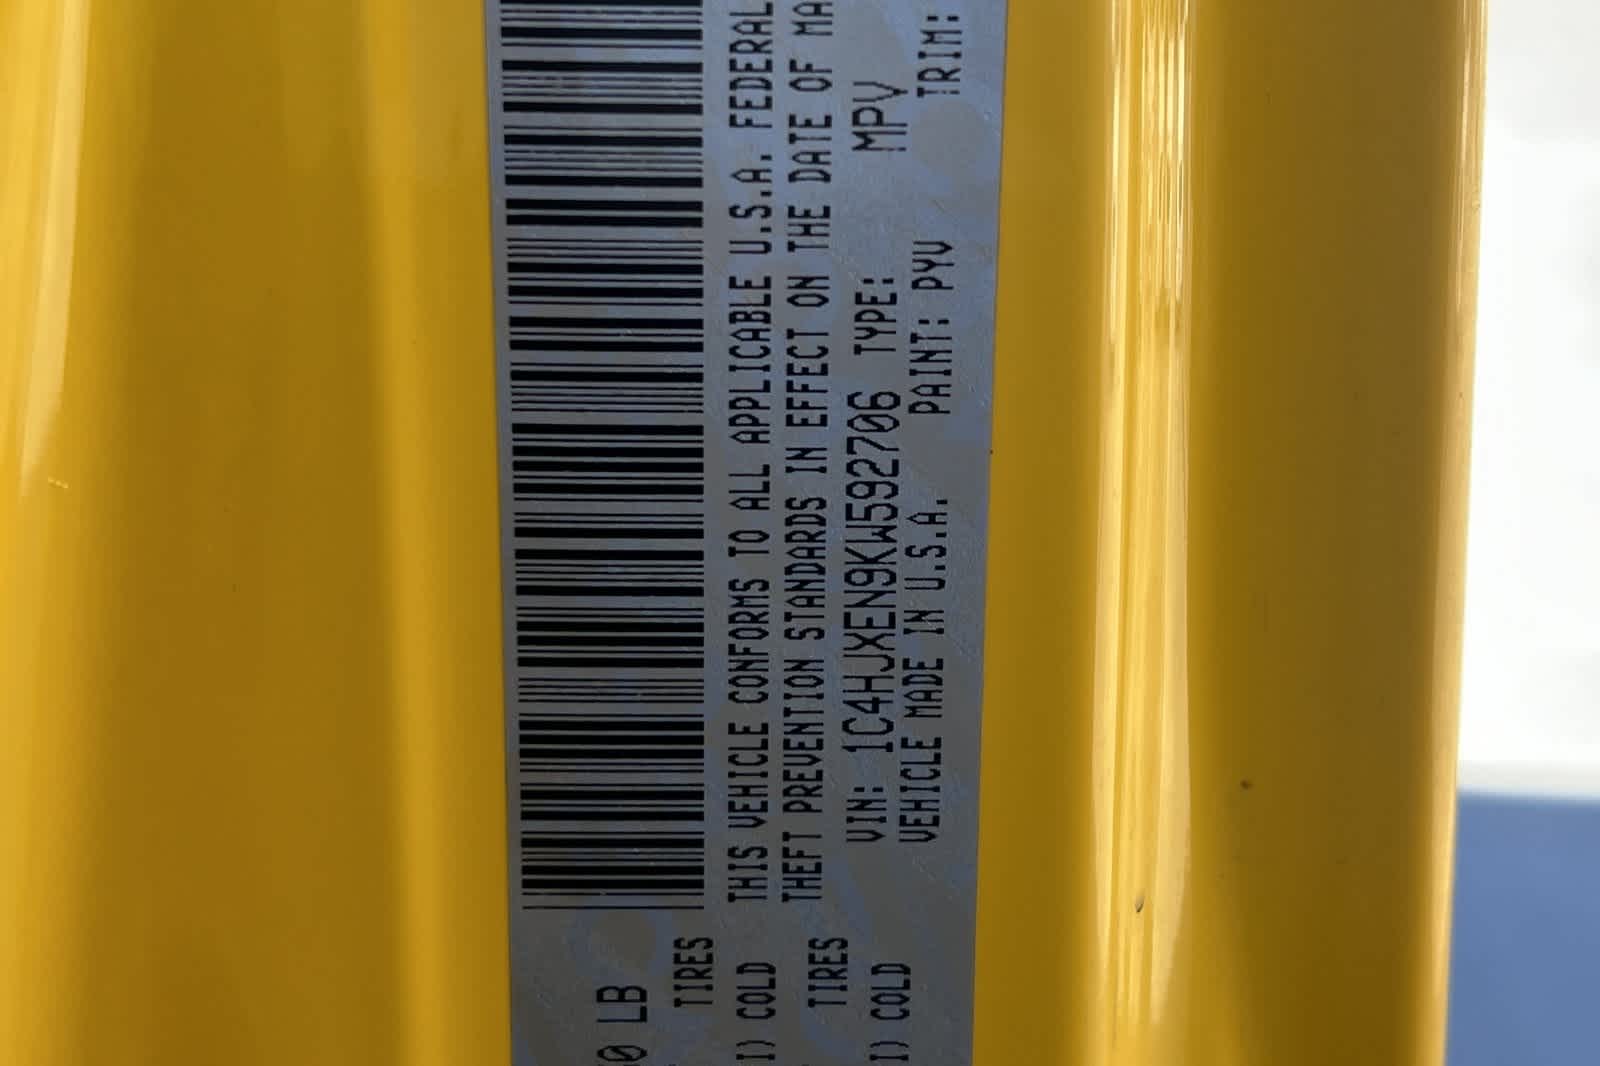 0 LB
TIRES
I) COLD
TIRES
I) COLD
THIS VEHICLE CONFORMS TO ALL APPLICABLE U.S.A. FEDERAL
THEFT PREVENTION STANDARDS IN EFFECT ON THE DATE OF MA
VIN: 1C4HJXEN9KW592706 TYPE: MPV
VEHICLE MADE IN U.S.A. PAINT: PYV TRIM: